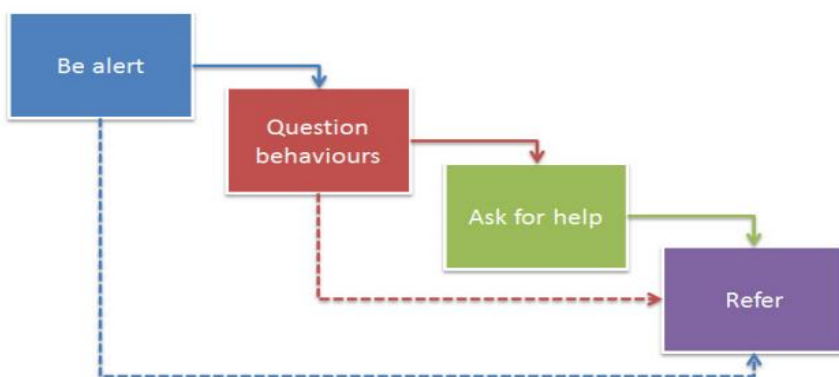 Be alert
Question
behaviours
Ask for help
Refer